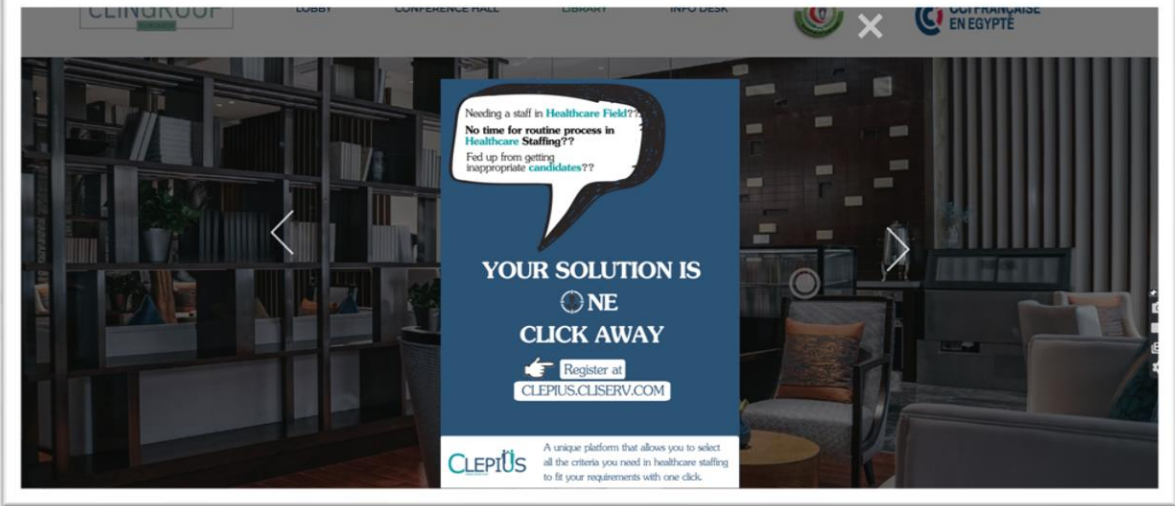 CLINGROUP
LOBBY
CONFERENCE HALL
LIBRARY
INFO DESK
CCI FRANÇAISE
EN EGYPTE
Needing a staff in Healthcare Field??
No time for routine process in
Healthcare Staffing??
Fed up from getting
inappropriate candidates??
YOUR SOLUTION IS
ONE
CLICK AWAY
Register at
CLEPIUS.CLISERV.COM
CLEPIUS
A unique platform that allows you to select
all the criteria you need in healthcare staffing
to fit your requirements with one click.